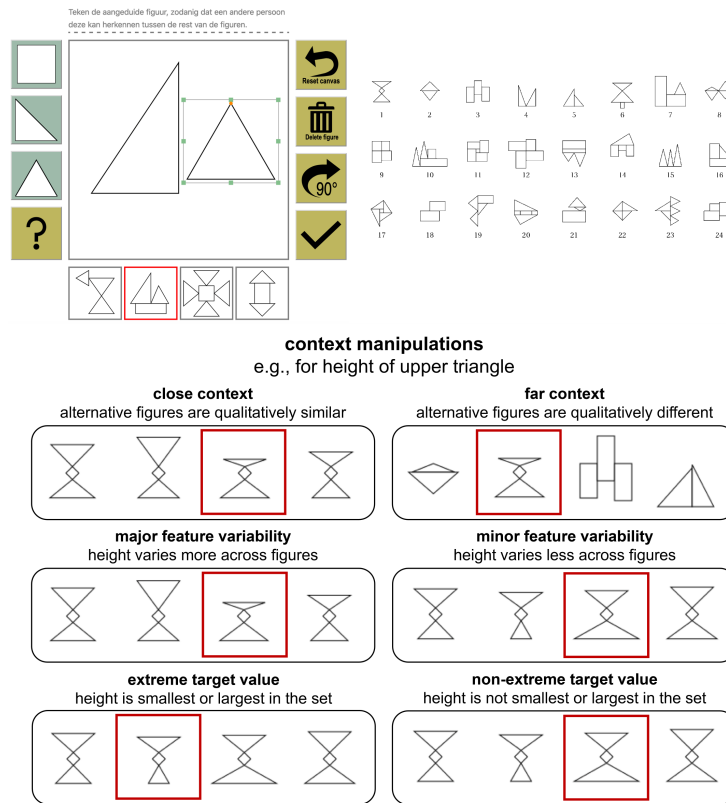 Teken de aangeduide figuur, zodanig dat een andere persoon
deze kan herkennen tussen de rest van de figuren.
Reset canvas
Delete figure
90°
?
1 2 3 4 5 6 7 8
9 10 11 12 13 14 15 16
17 18 19 20 21 22 23 24
context manipulations
e.g., for height of upper triangle
close context
alternative figures are qualitatively similar
far context
alternative figures are qualitatively different
major feature variability
height varies more across figures
minor feature variability
height varies less across figures
extreme target value
height is smallest or largest in the set
non-extreme target value
height is not smallest or largest in the set